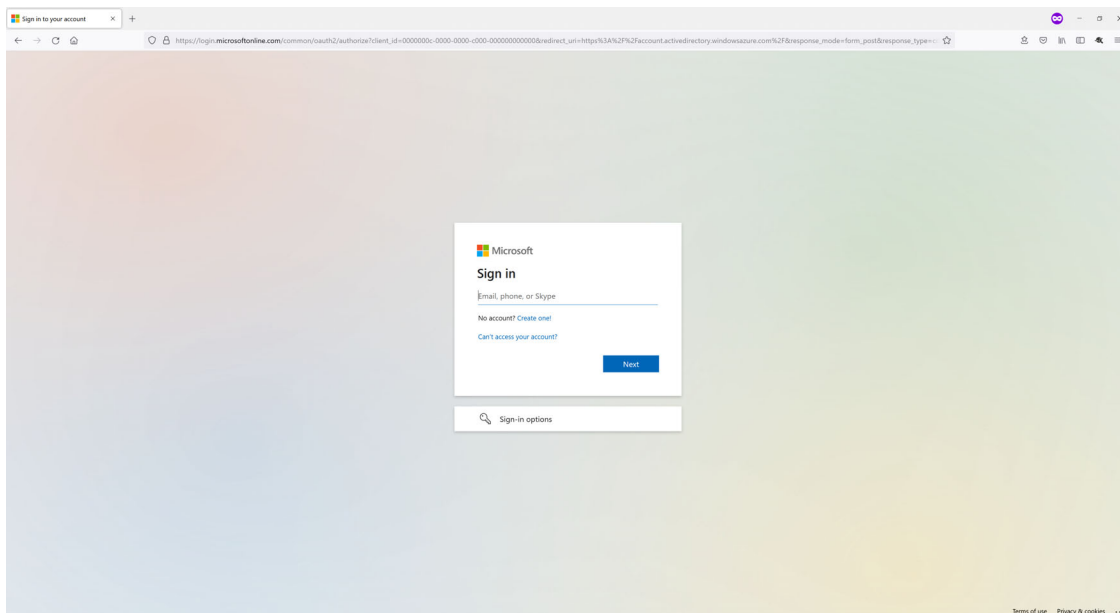 Sign in to your account
https://login.microsoftonline.com/common/oauth2/authorize?client_id=0000000c-0000-0000-c000-000000000000&redirect_uri=https%3A%2F%2Faccount.activedirectory.windowsazure.com%2F&response_mode=form_post&response_type=
Microsoft
Sign in
Email, phone, or Skype
No account? Create one!
Can't access your account?
Next
Sign-in options
Terms of use Privacy & cookies